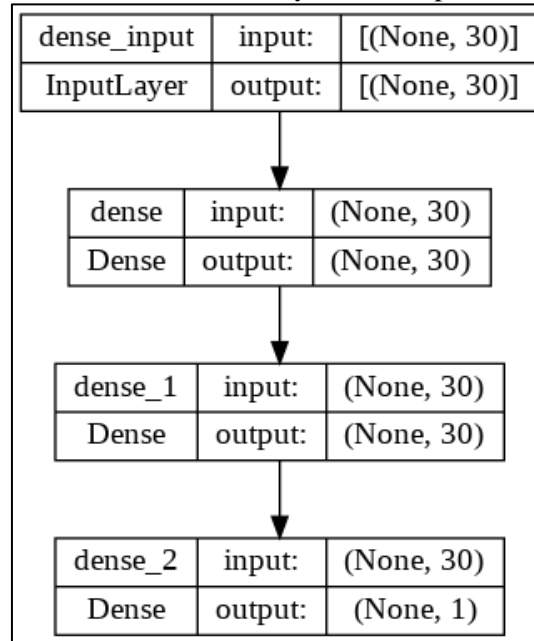 dense_input input: [(None, 30)]
InputLayer output: [(None, 30)]
dense input: (None, 30)
Dense output: (None, 30)
dense_1 input: (None, 30)
Dense output: (None, 30)
dense_2 input: (None, 30)
Dense output: (None, 1)